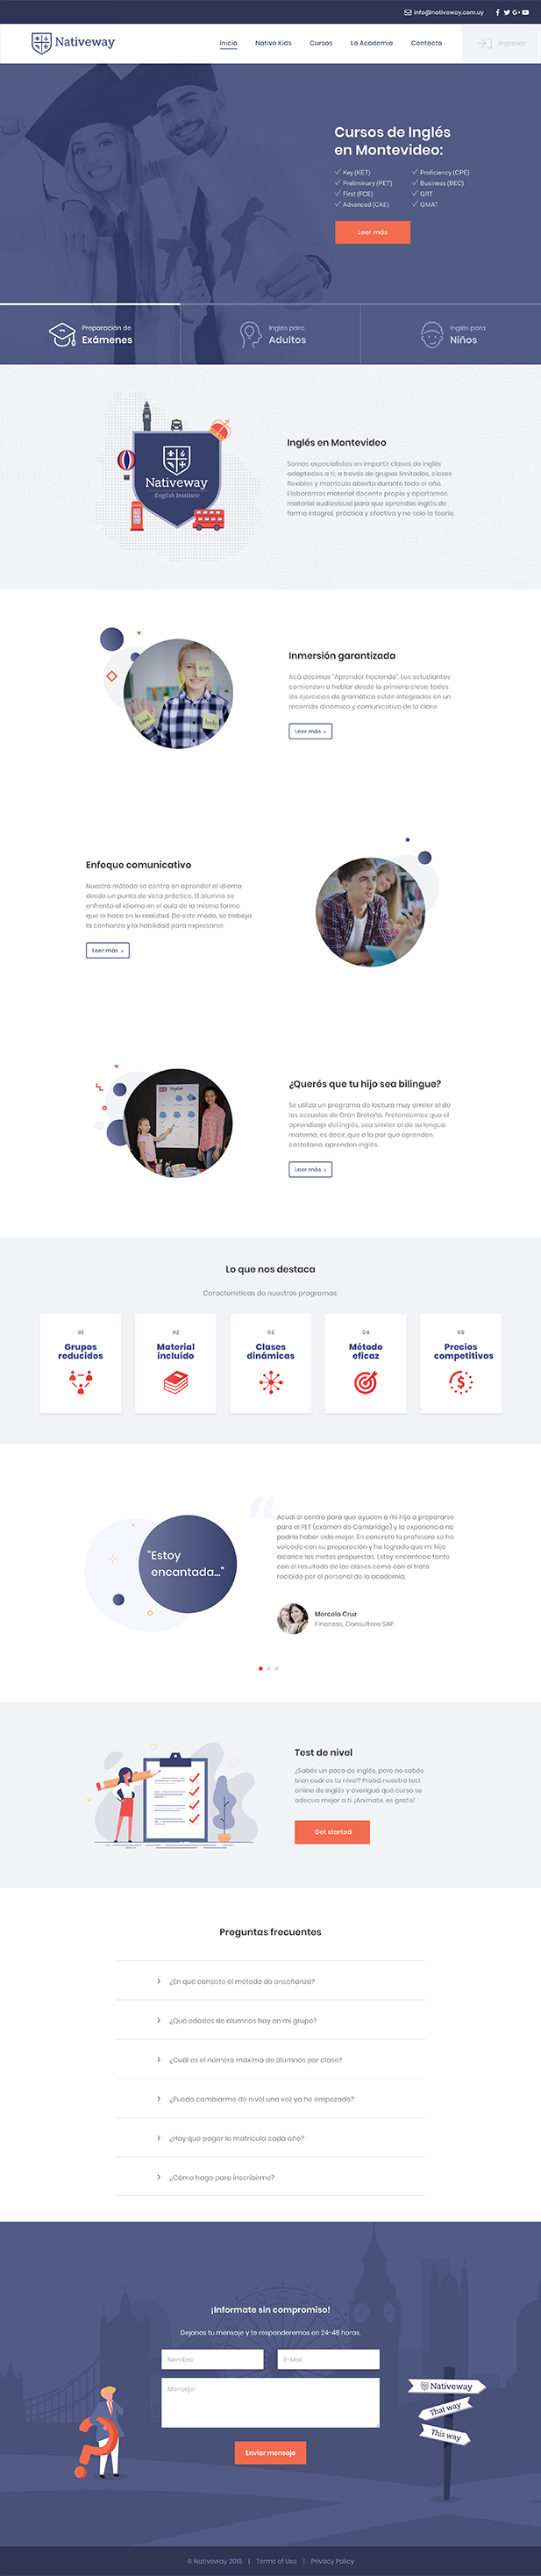 info@nativeway.com.uy
Nativeway
Inicio
Native Kids
Cursos
La Academia
Contacto
Ingresar
Cursos de Inglés
en Montevideo:
Key (KET)
Proficiency (CPE)
Preliminary (PET)
Business (BEC)
First (FCE)
GRT
Advanced (CAE)
GMAT
Leer más
Preparación de
Exámenes
Inglés para
Adultos
Inglés para
Niños
Nativeway
English Institute
Inglés en Montevideo
Somos especialistas en impartir clases de inglés
adaptadas a ti; a través de grupos limitados, clases
flexibles y matrícula abierta durante todo el año.
Elaboramos material docente propio y aportamos
material audiovisual para que aprendas inglés de
forma integral, práctica y efectiva y no solo la teoría.
eye
hand
body
Inmersión garantizada
Acá decimos "Aprender haciendo". Los estudiantes
comienzan a hablar desde la primera clase, todos
los ejercicios de gramática están integrados en un
recorrido dinámico y comunicativo de la clase.
Leer más ›
Enfoque comunicativo
Nuestro método se centra en aprender el idioma
desde un punto de vista práctico. El alumno se
enfronta al idioma en el aula de la misma forma
que lo hace en la realidad. De este modo, se trabaja
la confianza y la habilidad para expresarse.
Leer más ›
English
¿Querés que tu hijo sea bilingue?
Se utiliza un programa de lectura muy similar al de
las escuelas de Gran Bretaña. Pretendemos que el
aprendizaje del inglés, sea similar al de su lengua
materna, es decir, que a la par que aprenden
castellano, aprendan inglés.
Leer más ›
Lo que nos destaca
Características de nuestros programas:
01
Grupos
reducidos
02
Material
incluído
03
Clases
dinámicas
04
Método
eficaz
05
Precios
competitivos
"Estoy
encantada..."
Acudí al centro para que ayuden a mi hija a prepararse
para el PET (exámen de Cambridge) y la experiencia no
podría haber sido mejor. En concreto la profesora se ha
volcado con su preparación y ha logrado que mi hija
alcance las metas propuestas. Estoy encantada tanto
con el resultado de las clases como con el trato
recibido por el personal de la academia.
Marcela Cruz
Finanzas, Consultora SAP
Test de nivel
¿Sabés un poco de inglés, pero no sabés
bien cuál es tu nivel? Probá nuestro test
online de inglés y averiguá qué curso se
adecua mejor a ti. ¡Animate, es gratis!
Get started
Preguntas frecuentes
¿En qué consiste el método de enseñanza?
¿Qué edades de alumnos hay en mi grupo?
¿Cuál es el número máximo de alumnos por clase?
¿Puedo cambiarme de nivel una vez ya he empezado?
¿Hay que pagar la matrícula cada año?
¿Cómo hago para inscribirme?
¡Informate sin compromiso!
Dejanos tu mensaje y te responderemos en 24-48 horas.
Nombre
E-Mail
Mensaje
Enviar mensaje
Nativeway
That way
This way
© Nativeway 2019 | Terms of Use | Privacy Policy